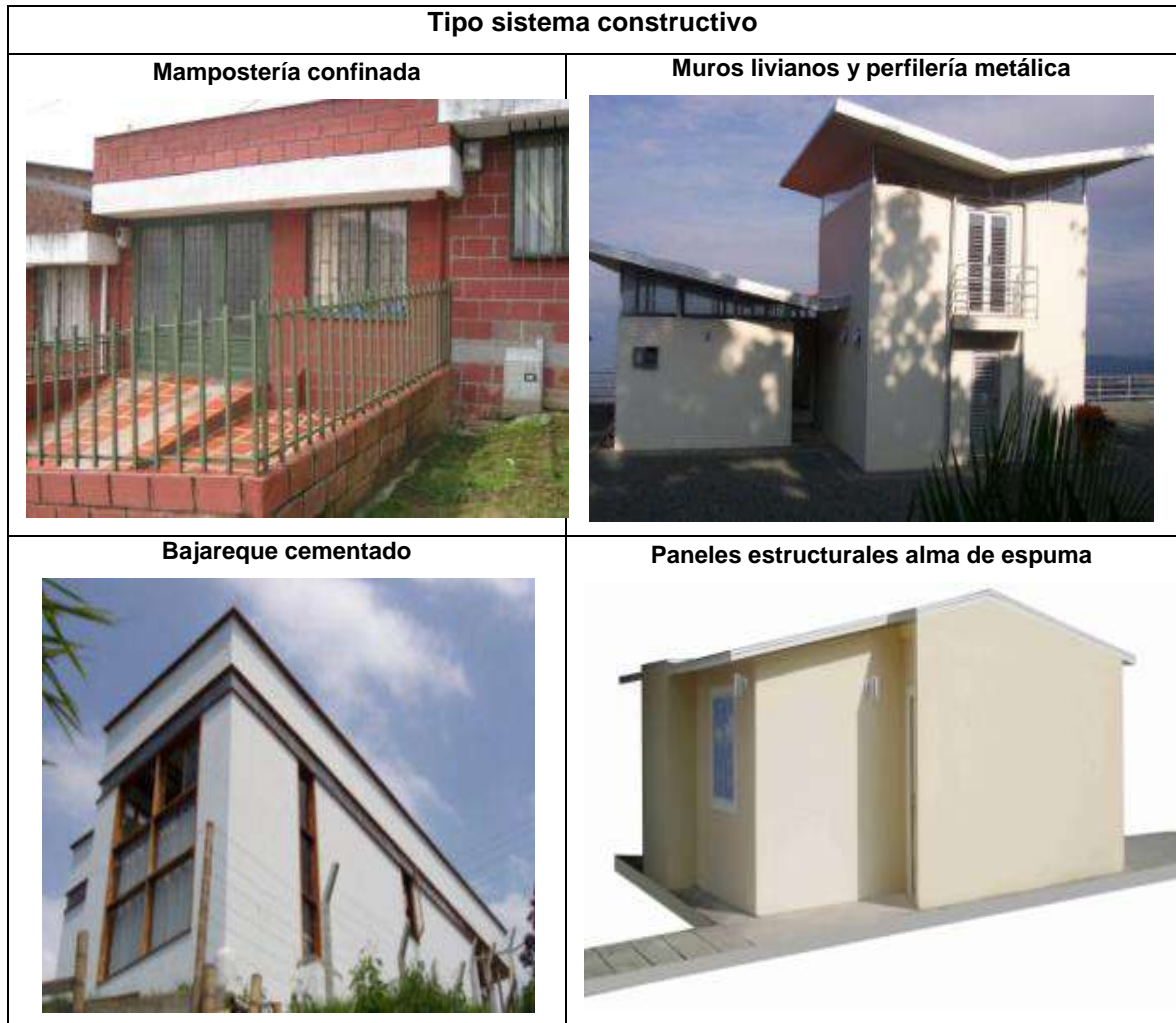 Tipo sistema constructivo
Mampostería confinada
Muros livianos y perfilería metálica
Bajareque cementado
Paneles estructurales alma de espuma